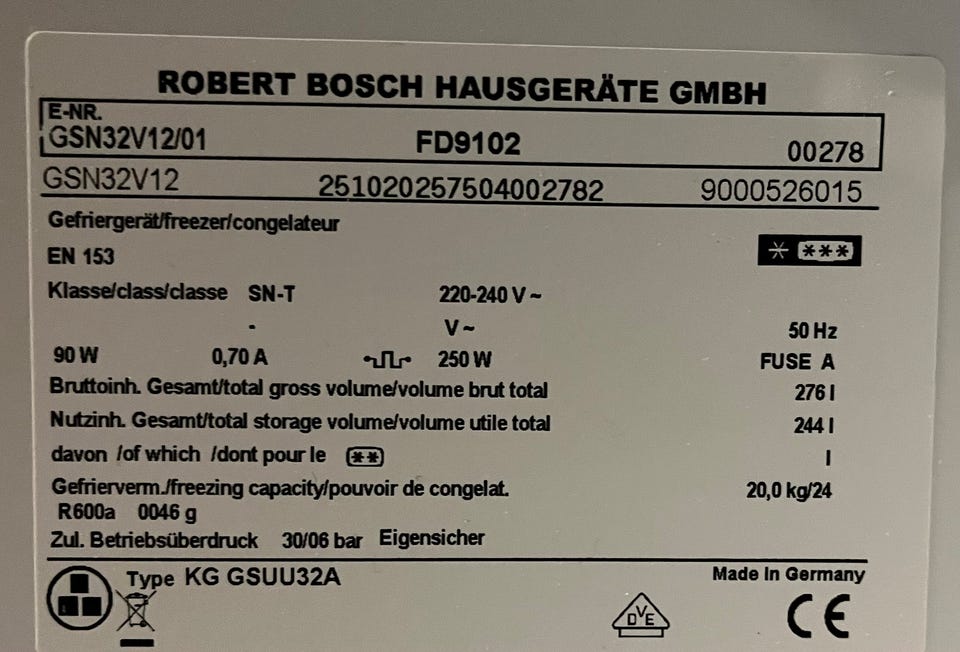 ROBERT BOSCH HAUSGERÄTE GMBH
E-NR.
GSN32V12/01 FD9102 00278
GSN32V12 251020257504002782 9000526015
Gefriergerät/freezer/congelateur
***
EN 153
Klasse/class/classe SN-T 220-240 V ~
- V ~ 50 Hz
90 W 0,70 A 250 W FUSE A
Bruttoinh. Gesamt/total gross volume/volume brut total 276 l
Nutzinh. Gesamt/total storage volume/volume utile total 244 l
davon /of which /dont pour le ** l
Gefrierverm./freezing capacity/pouvoir de congelat. 20,0 kg/24
R600a 0046 g
Zul. Betriebsüberdruck 30/06 bar Eigensicher
Type KG GSUU32A Made in Germany
DVE CE